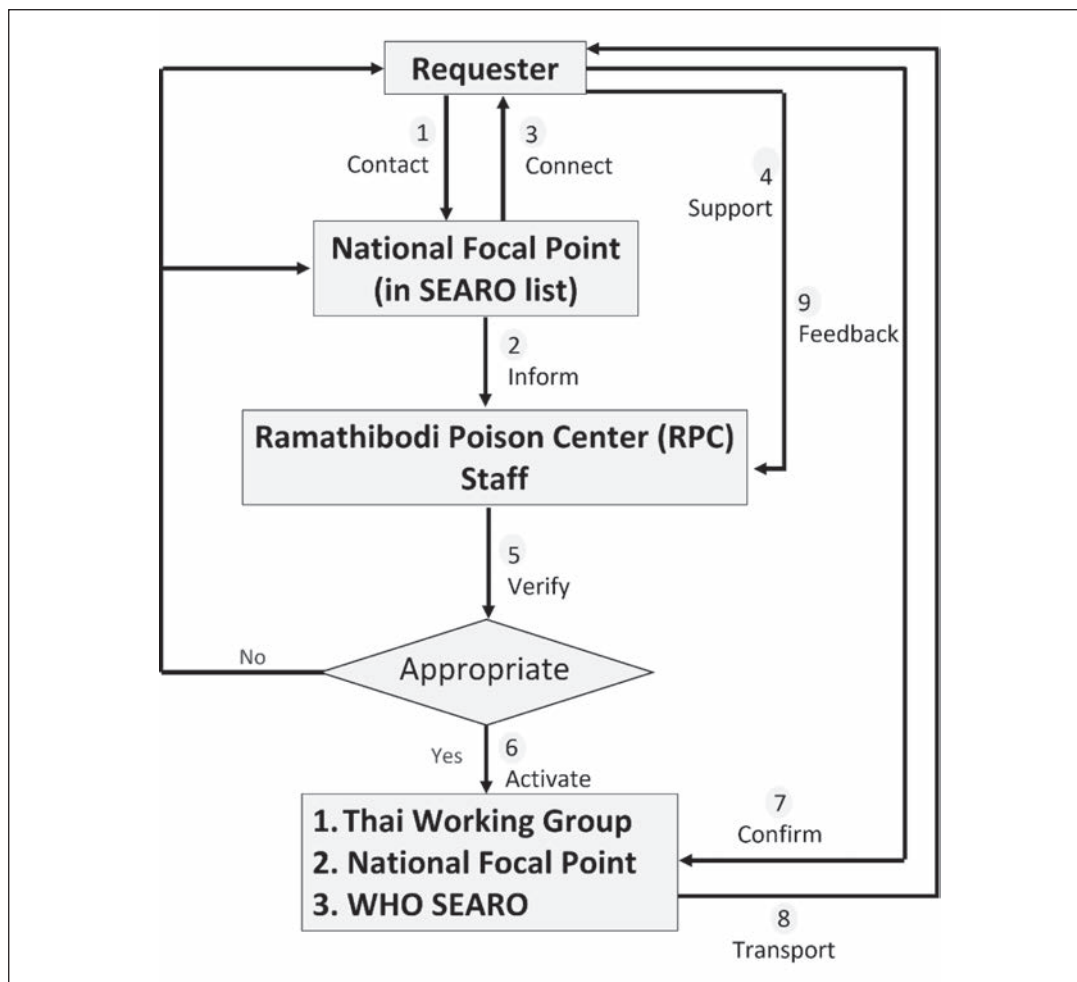 Requester
1
Contact
3
Connect
4
Support
National Focal Point
(in SEARO list)
9
Feedback
2
Inform
Ramathibodi Poison Center (RPC)
Staff
5
Verify
No
Appropriate
Yes
6
Activate
1. Thai Working Group
2. National Focal Point
3. WHO SEARO
7
Confirm
8
Transport